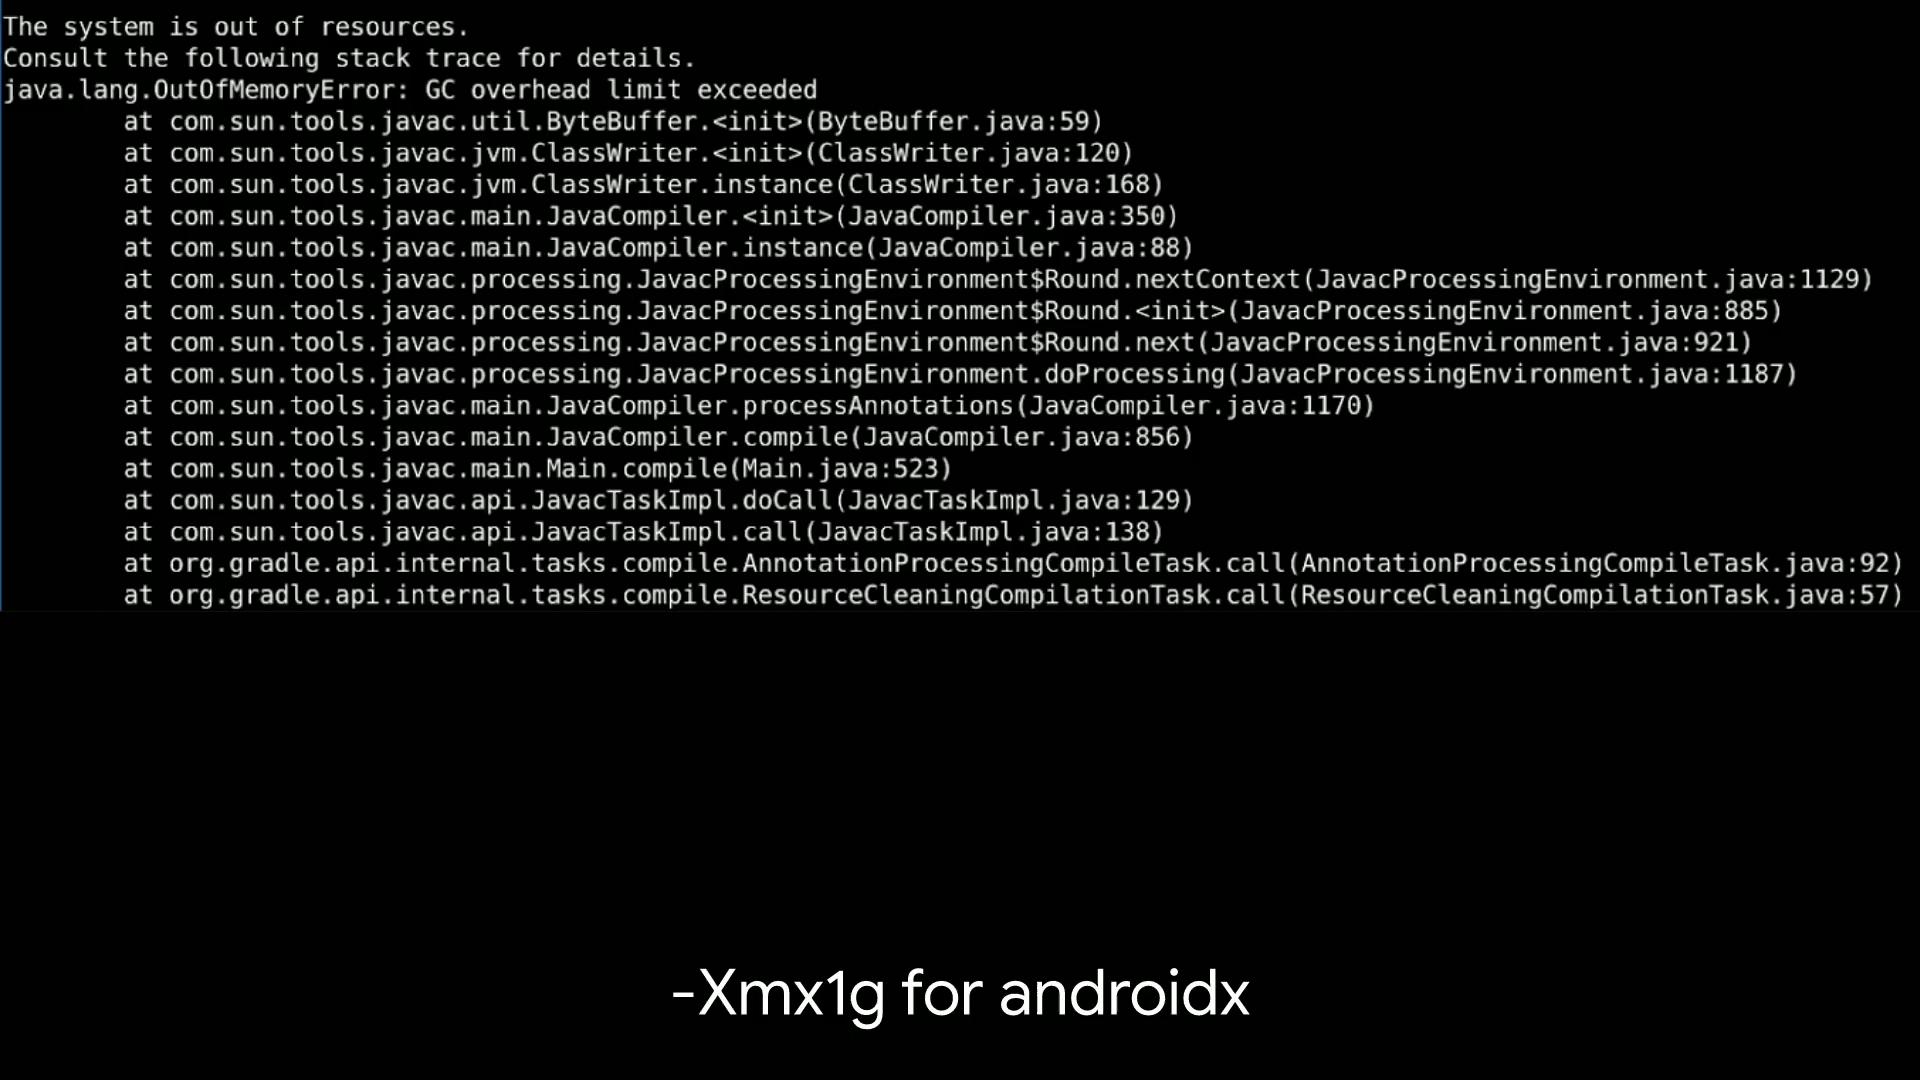 The system is out of resources.
Consult the following stack trace for details.
java.lang.OutOfMemoryError: GC overhead limit exceeded
        at com.sun.tools.javac.util.ByteBuffer.<init>(ByteBuffer.java:59)
        at com.sun.tools.javac.jvm.ClassWriter.<init>(ClassWriter.java:120)
        at com.sun.tools.javac.jvm.ClassWriter.instance(ClassWriter.java:168)
        at com.sun.tools.javac.main.JavaCompiler.<init>(JavaCompiler.java:350)
        at com.sun.tools.javac.main.JavaCompiler.instance(JavaCompiler.java:88)
        at com.sun.tools.javac.processing.JavacProcessingEnvironment$Round.nextContext(JavacProcessingEnvironment.java:1129)
        at com.sun.tools.javac.processing.JavacProcessingEnvironment$Round.<init>(JavacProcessingEnvironment.java:885)
        at com.sun.tools.javac.processing.JavacProcessingEnvironment$Round.next(JavacProcessingEnvironment.java:921)
        at com.sun.tools.javac.processing.JavacProcessingEnvironment.doProcessing(JavacProcessingEnvironment.java:1187)
        at com.sun.tools.javac.main.JavaCompiler.processAnnotations(JavaCompiler.java:1170)
        at com.sun.tools.javac.main.JavaCompiler.compile(JavaCompiler.java:856)
        at com.sun.tools.javac.main.Main.compile(Main.java:523)
        at com.sun.tools.javac.api.JavacTaskImpl.doCall(JavacTaskImpl.java:129)
        at com.sun.tools.javac.api.JavacTaskImpl.call(JavacTaskImpl.java:138)
        at org.gradle.api.internal.tasks.compile.AnnotationProcessingCompileTask.call(AnnotationProcessingCompileTask.java:92)
        at org.gradle.api.internal.tasks.compile.ResourceCleaningCompilationTask.call(ResourceCleaningCompilationTask.java:57)
-Xmx1g for androidx